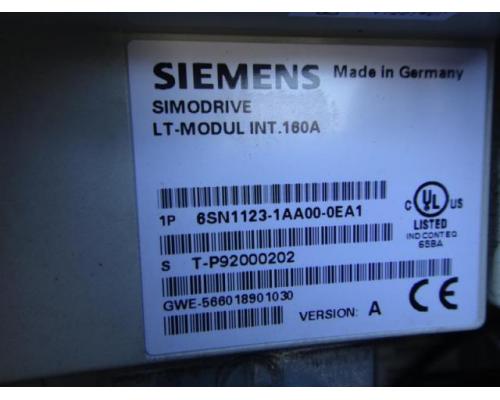 SIEMENS Made in Germany
SIMODRIVE
LT-MODUL INT.160A
1P 6SN1123-1AA00-0EA1
C UL US
LISTED
IND CONT EQ
65BA
S T-P92000202
GWE-566018901030
VERSION: A CE